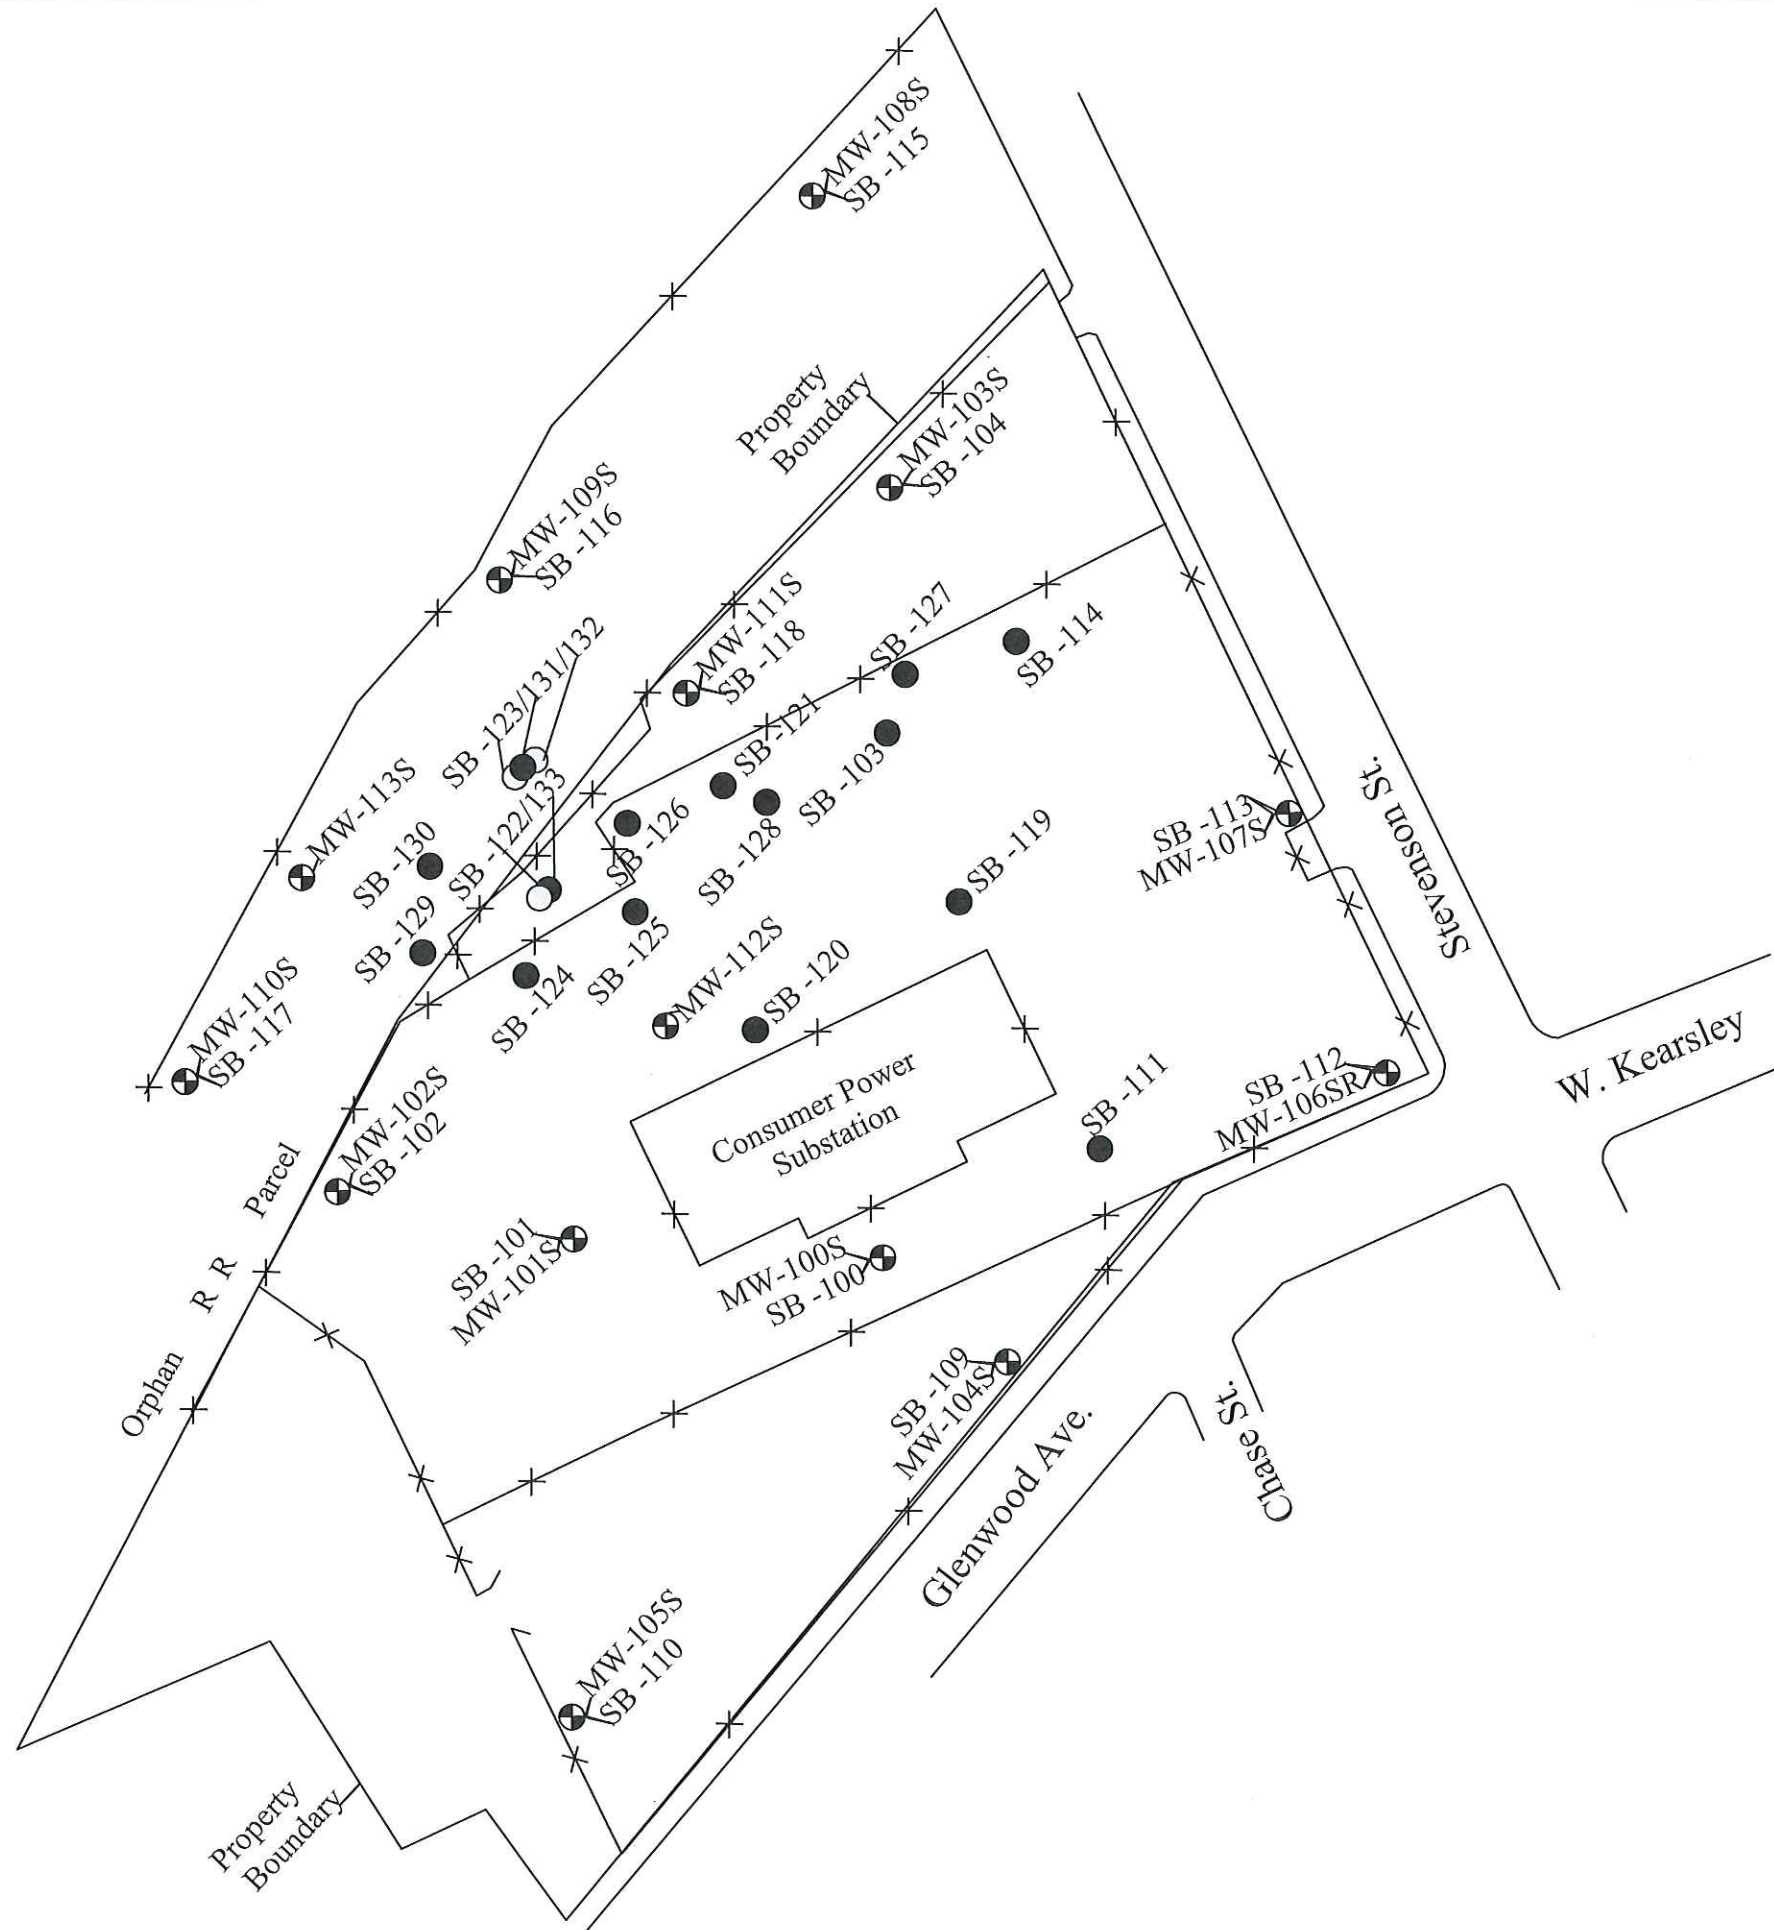 MW-108S
SB -115
Property
Boundary
MW-103S
SB -104
MW-109S
SB -116
MW-111S
SB -118
SB -127
SB -114
SB -123/131/132
SB -121
SB -103
MW-113S
SB -126
SB -128
SB -122/133
SB -130
SB -119
SB -113
MW-107S
Stevenson St.
SB -129
SB -125
SB -124
MW-112S
SB -120
MW-110S
SB -117
W. Kearsley
MW-102S
SB -102
Consumer Power
Substation
SB -111
SB -112
MW-106SR
Orphan R R Parcel
SB -101
MW-101S
MW-100S
SB -100
SB -109
MW-104S
Chase St.
Glenwood Ave.
MW-105S
SB -110
Property
Boundary